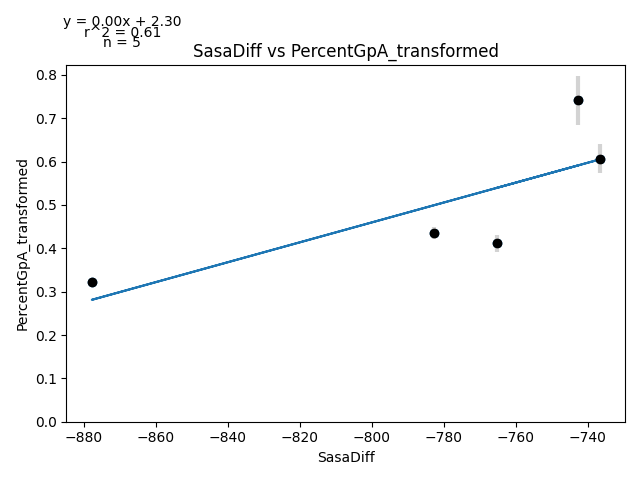 y = 0.00x + 2.30
r^2 = 0.61
n = 5
SasaDiff vs PercentGpA_transformed
PercentGpA_transformed
0.8
0.7
0.6
0.5
0.4
0.3
0.2
0.1
0.0
−880
−860
−840
−820
−800
−780
−760
−740
SasaDiff